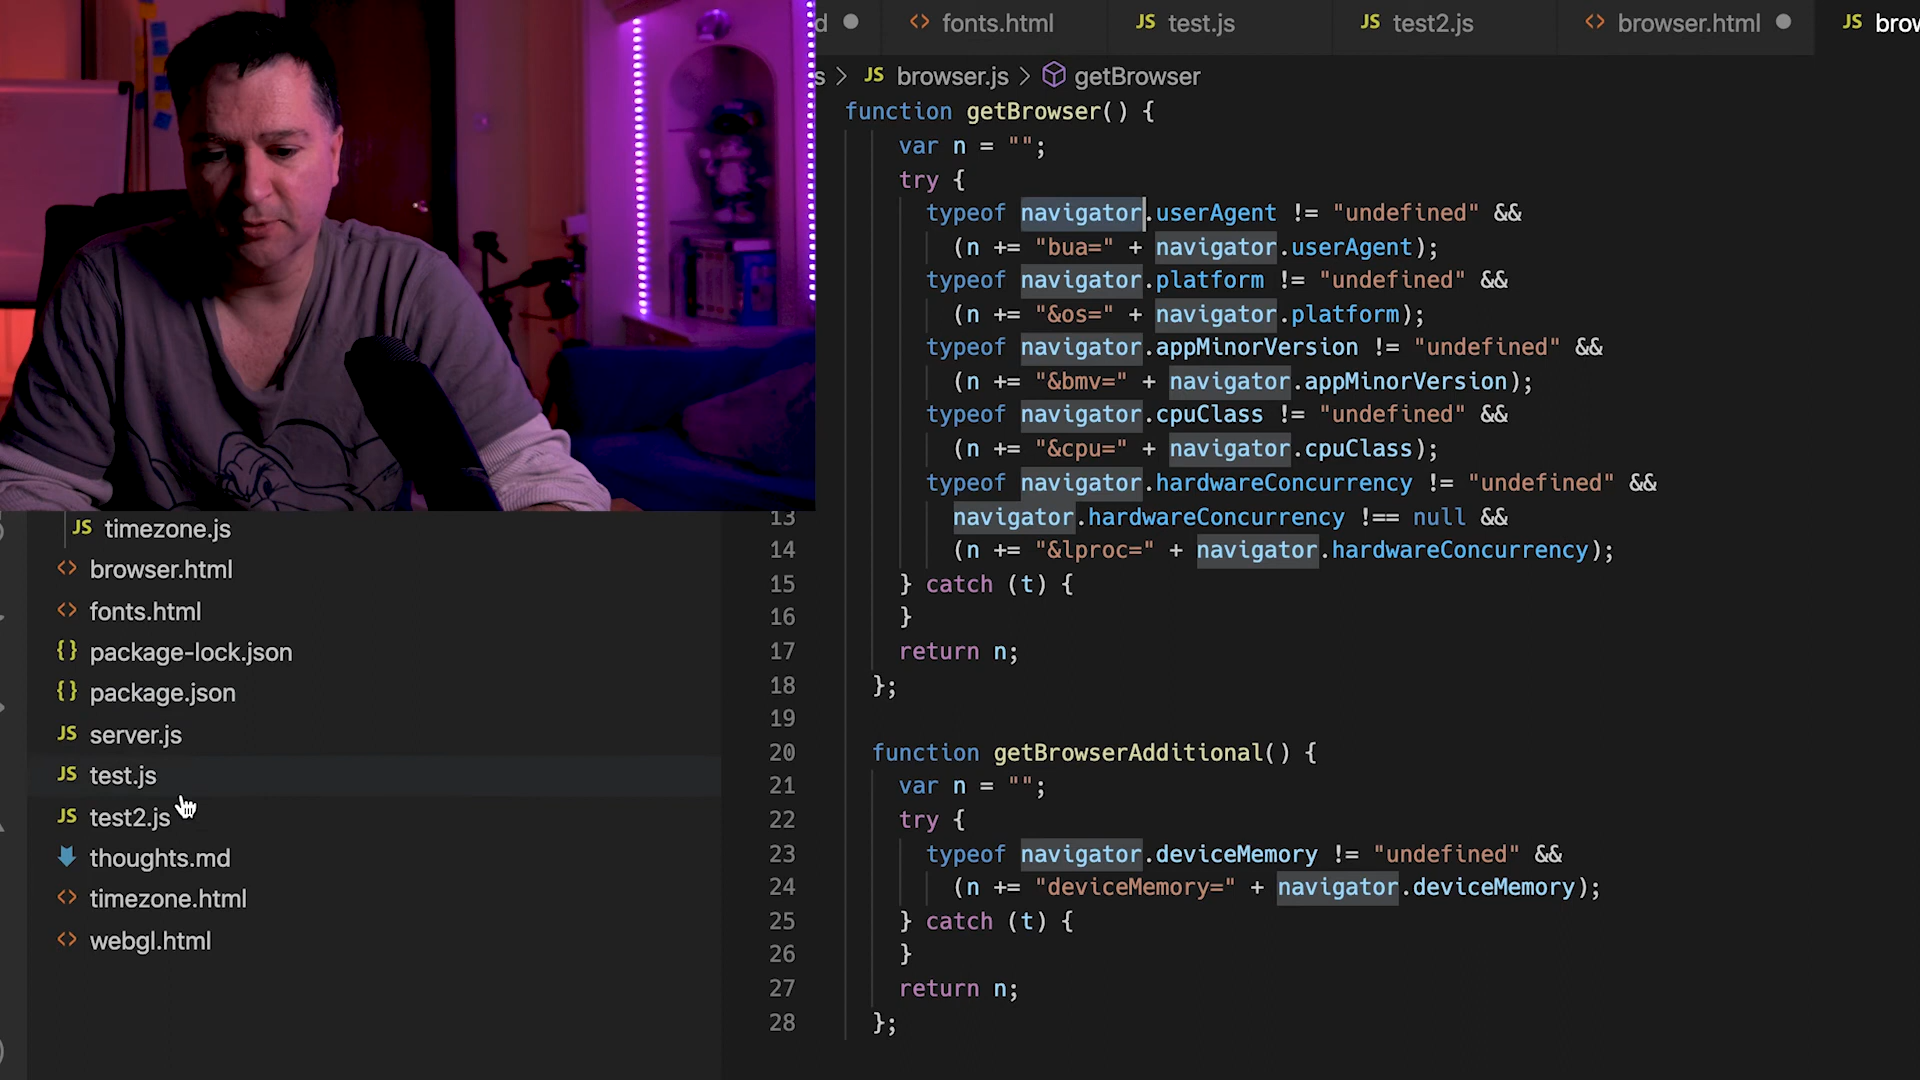 d ● <> fonts.html JS test.js JS test2.js <> browser.html ● JS brow
s > JS browser.js > getBrowser
function getBrowser() {
var n = "";
try {
typeof navigator.userAgent != "undefined" &&
(n += "bua=" + navigator.userAgent);
typeof navigator.platform != "undefined" &&
(n += "&os=" + navigator.platform);
typeof navigator.appMinorVersion != "undefined" &&
(n += "&bmv=" + navigator.appMinorVersion);
typeof navigator.cpuClass != "undefined" &&
(n += "&cpu=" + navigator.cpuClass);
typeof navigator.hardwareConcurrency != "undefined" &&
13 navigator.hardwareConcurrency !== null &&
14 (n += "&lproc=" + navigator.hardwareConcurrency);
15 } catch (t) {
16 }
17 return n;
18 };
19
20 function getBrowserAdditional() {
21 var n = "";
22 try {
23 typeof navigator.deviceMemory != "undefined" &&
24 (n += "deviceMemory=" + navigator.deviceMemory);
25 } catch (t) {
26 }
27 return n;
28 };
JS timezone.js
<> browser.html
<> fonts.html
{} package-lock.json
{} package.json
JS server.js
JS test.js
JS test2.js
thoughts.md
<> timezone.html
<> webgl.html